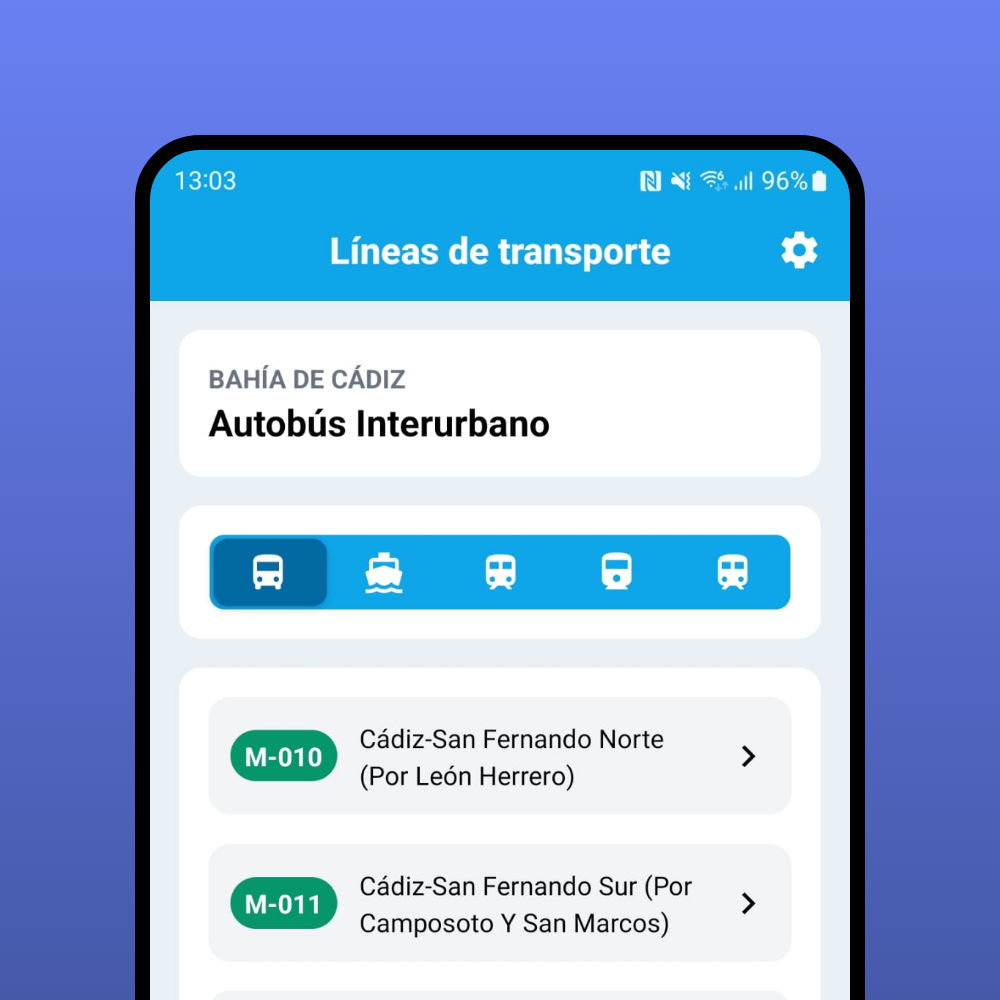 13:03
96%
Líneas de transporte
BAHÍA DE CÁDIZ
Autobús Interurbano
M-010
Cádiz-San Fernando Norte
(Por León Herrero)
M-011
Cádiz-San Fernando Sur (Por
Camposoto Y San Marcos)